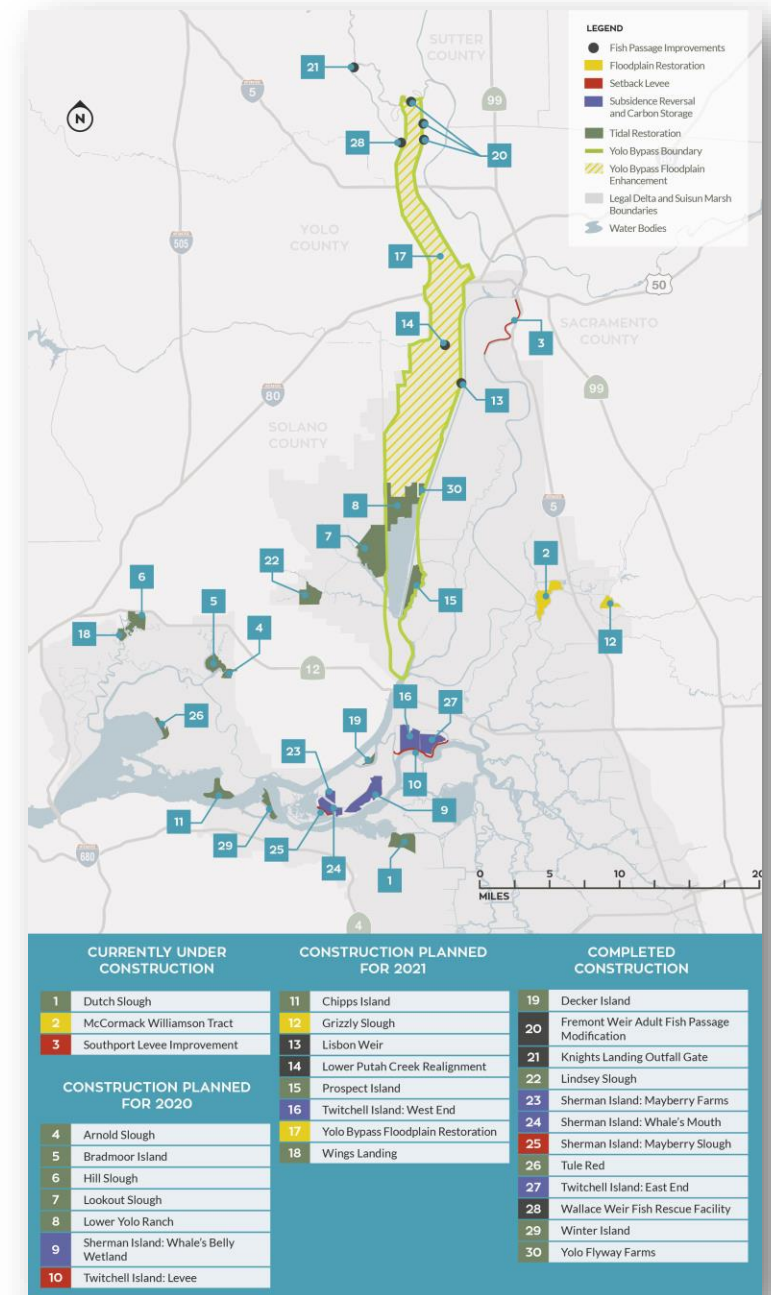 SUTTER
COUNTY
LEGEND
Fish Passage Improvements
Floodplain Restoration
Setback Levee
Subsidence Reversal
and Carbon Storage
Tidal Restoration
Yolo Bypass Boundary
Yolo Bypass Floodplain
Enhancement
Legal Delta and Suisun Marsh
Boundaries
Water Bodies
21
5
99
N
28
20
YOLO
COUNTY
505
17
50
14
SACRAMENTO
COUNTY
3
80
13
99
SOLANO
COUNTY
30
8
5
7
2
22
15
6
12
5
18
4
12
16
27
26
19
23
10
11
9
29
25
24
1
680
4
0
5
10
20
MILES
CURRENTLY UNDER
CONSTRUCTION
1 Dutch Slough
2 McCormack Williamson Tract
3 Southport Levee Improvement
CONSTRUCTION PLANNED
FOR 2020
4 Arnold Slough
5 Bradmoor Island
6 Hill Slough
7 Lookout Slough
8 Lower Yolo Ranch
9 Sherman Island: Whale's Belly
Wetland
10 Twitchell Island: Levee
CONSTRUCTION PLANNED
FOR 2021
11 Chipps Island
12 Grizzly Slough
13 Lisbon Weir
14 Lower Putah Creek Realignment
15 Prospect Island
16 Twitchell Island: West End
17 Yolo Bypass Floodplain Restoration
18 Wings Landing
COMPLETED
CONSTRUCTION
19 Decker Island
20 Fremont Weir Adult Fish Passage
Modification
21 Knights Landing Outfall Gate
22 Lindsey Slough
23 Sherman Island: Mayberry Farms
24 Sherman Island: Whale's Mouth
25 Sherman Island: Mayberry Slough
26 Tule Red
27 Twitchell Island: East End
28 Wallace Weir Fish Rescue Facility
29 Winter Island
30 Yolo Flyway Farms